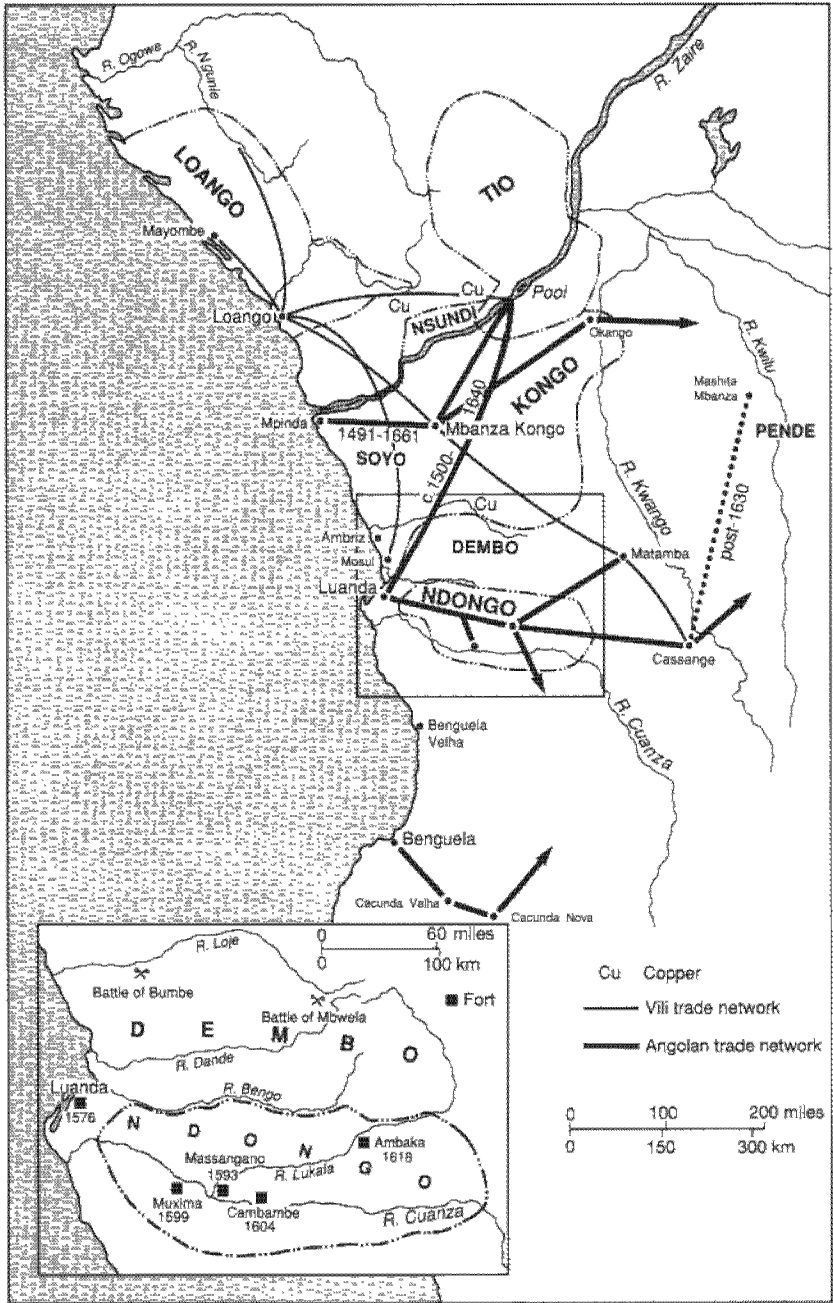 R. Ogowe
R. Ngunie
R. Zaire
LOANGO
TIO
Mayombe
Cu
Cu
Pool
Loango
NSUNDI
Okango
R. Kwilu
KONGO
Mashita
Mbanza
1640
Mpinda
Mbanza Kongo
PENDE
1491-1661
SOYO
c. 1500-
R. Kwango
post-1630
Cu
Ambriz
DEMBO
Mosul
Matamba
Luanda
NDONGO
Cassange
R. Cuanza
Benguela
Velha
Benguela
Cacunda Velha
Cacunda Nova
0 60 miles
0 100 km
R. Loje
Battle of Bumbe
Fort
Battle of Mbwela
DEMBO
R. Dande
R. Bengo
Luanda
1576
NDONGO
Ambaka
1618
Massangano
1593
R. Lukala
Muxima
1599
Cambambe
1604
R. Cuanza
Cu Copper
Vili trade network
Angolan trade network
0 100 200 miles
0 150 300 km